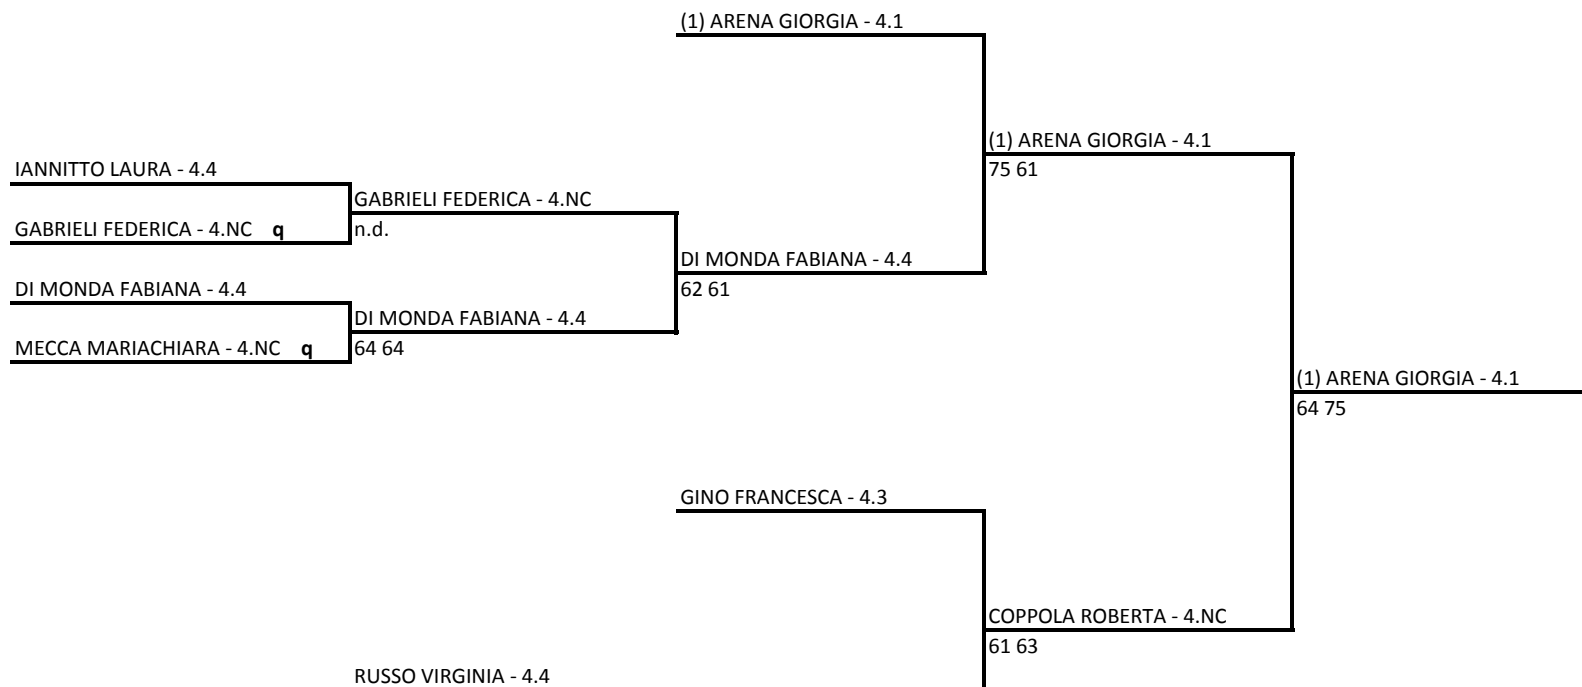 (1) ARENA GIORGIA - 4.1
(1) ARENA GIORGIA - 4.1
IANNITTO LAURA - 4.4
75 61
GABRIELI FEDERICA - 4.NC
GABRIELI FEDERICA - 4.NC q
n.d.
DI MONDA FABIANA - 4.4
DI MONDA FABIANA - 4.4
62 61
DI MONDA FABIANA - 4.4
MECCA MARIACHIARA - 4.NC q
64 64
(1) ARENA GIORGIA - 4.1
64 75
GINO FRANCESCA - 4.3
COPPOLA ROBERTA - 4.NC
61 63
RUSSO VIRGINIA - 4.4